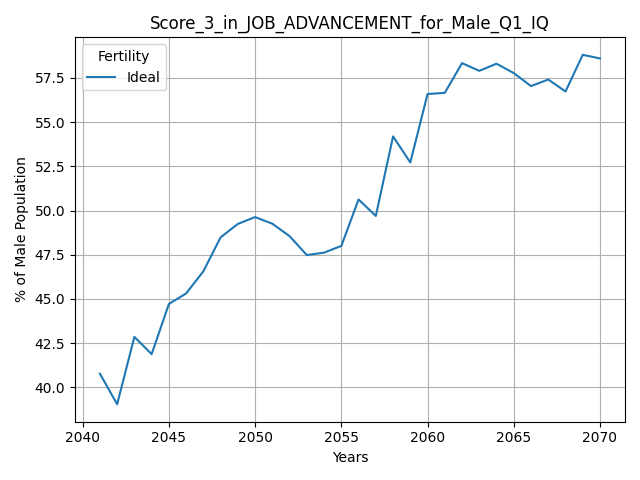 Score_3_in_JOB_ADVANCEMENT_for_Male_Q1_IQ
Fertility
Ideal
% of Male Population
57.5
55.0
52.5
50.0
47.5
45.0
42.5
40.0
2040 2045 2050 2055 2060 2065 2070
Years